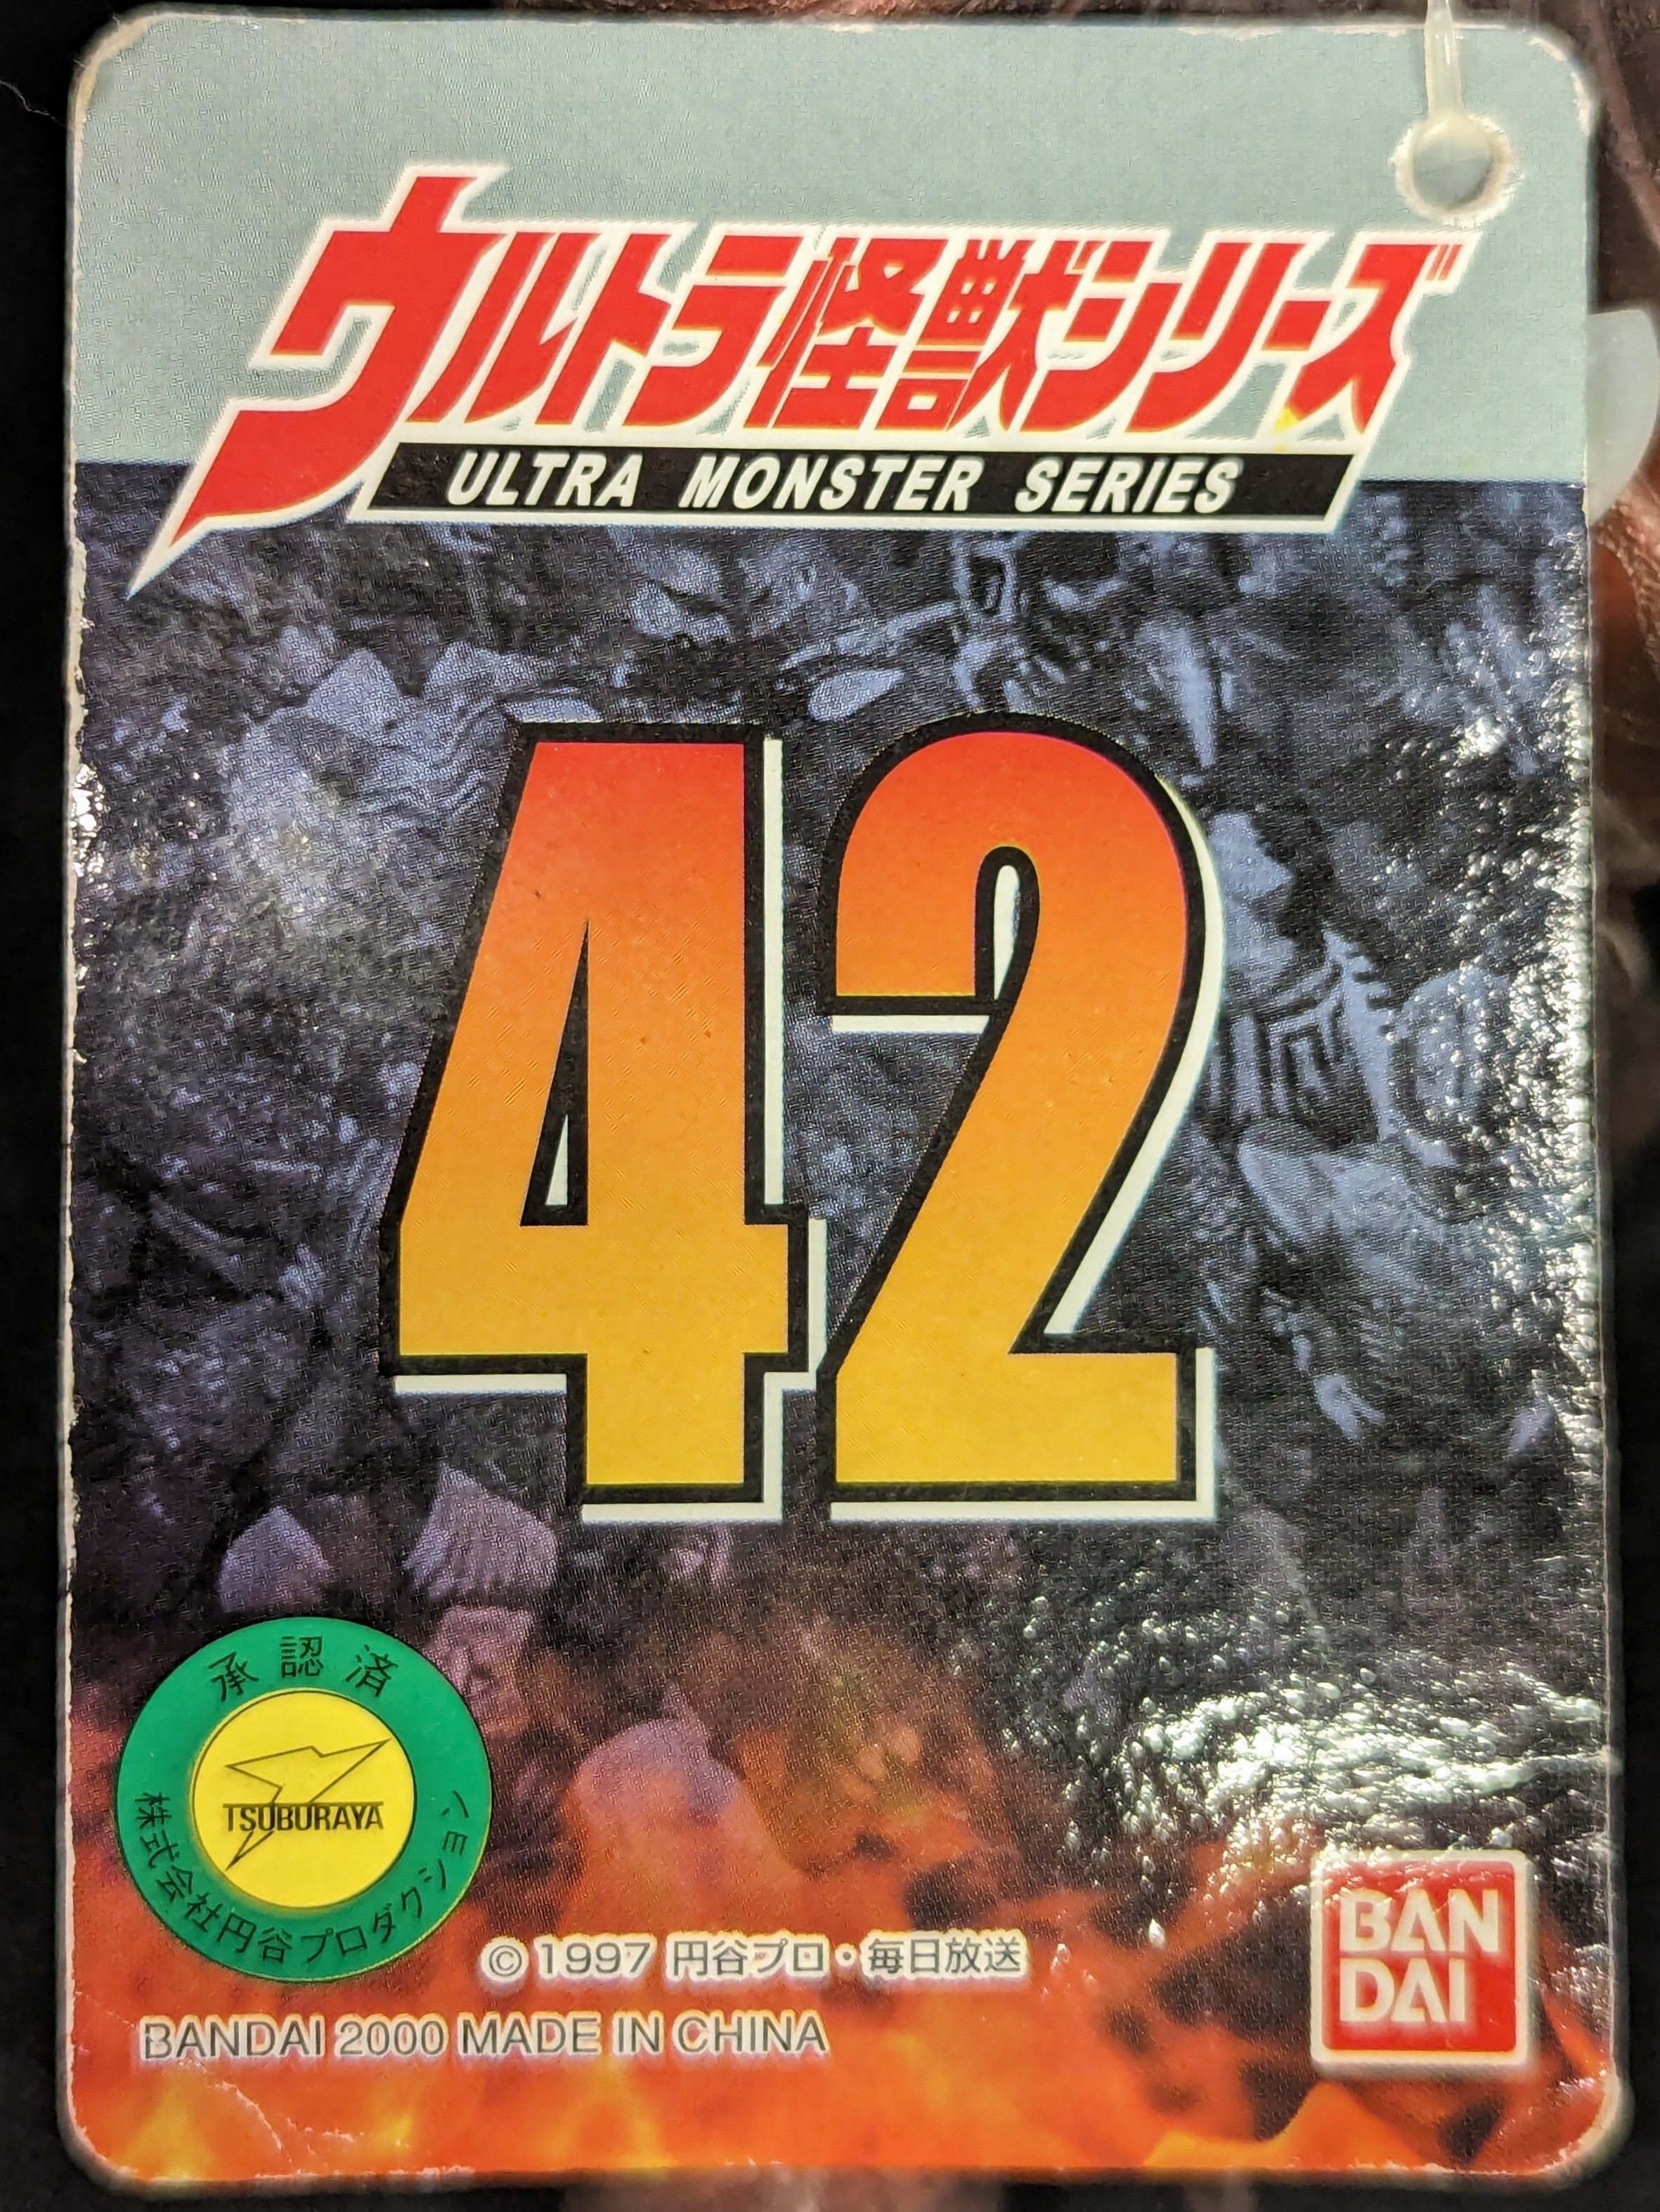 ウルトラ怪獣シリーズ
ULTRA MONSTER SERIES
42
承認済
TSUBURAYA
株式会社円谷プロダクション
© 1997 円谷プロ・毎日放送
BANDAI 2000 MADE IN CHINA
BAN
DAI